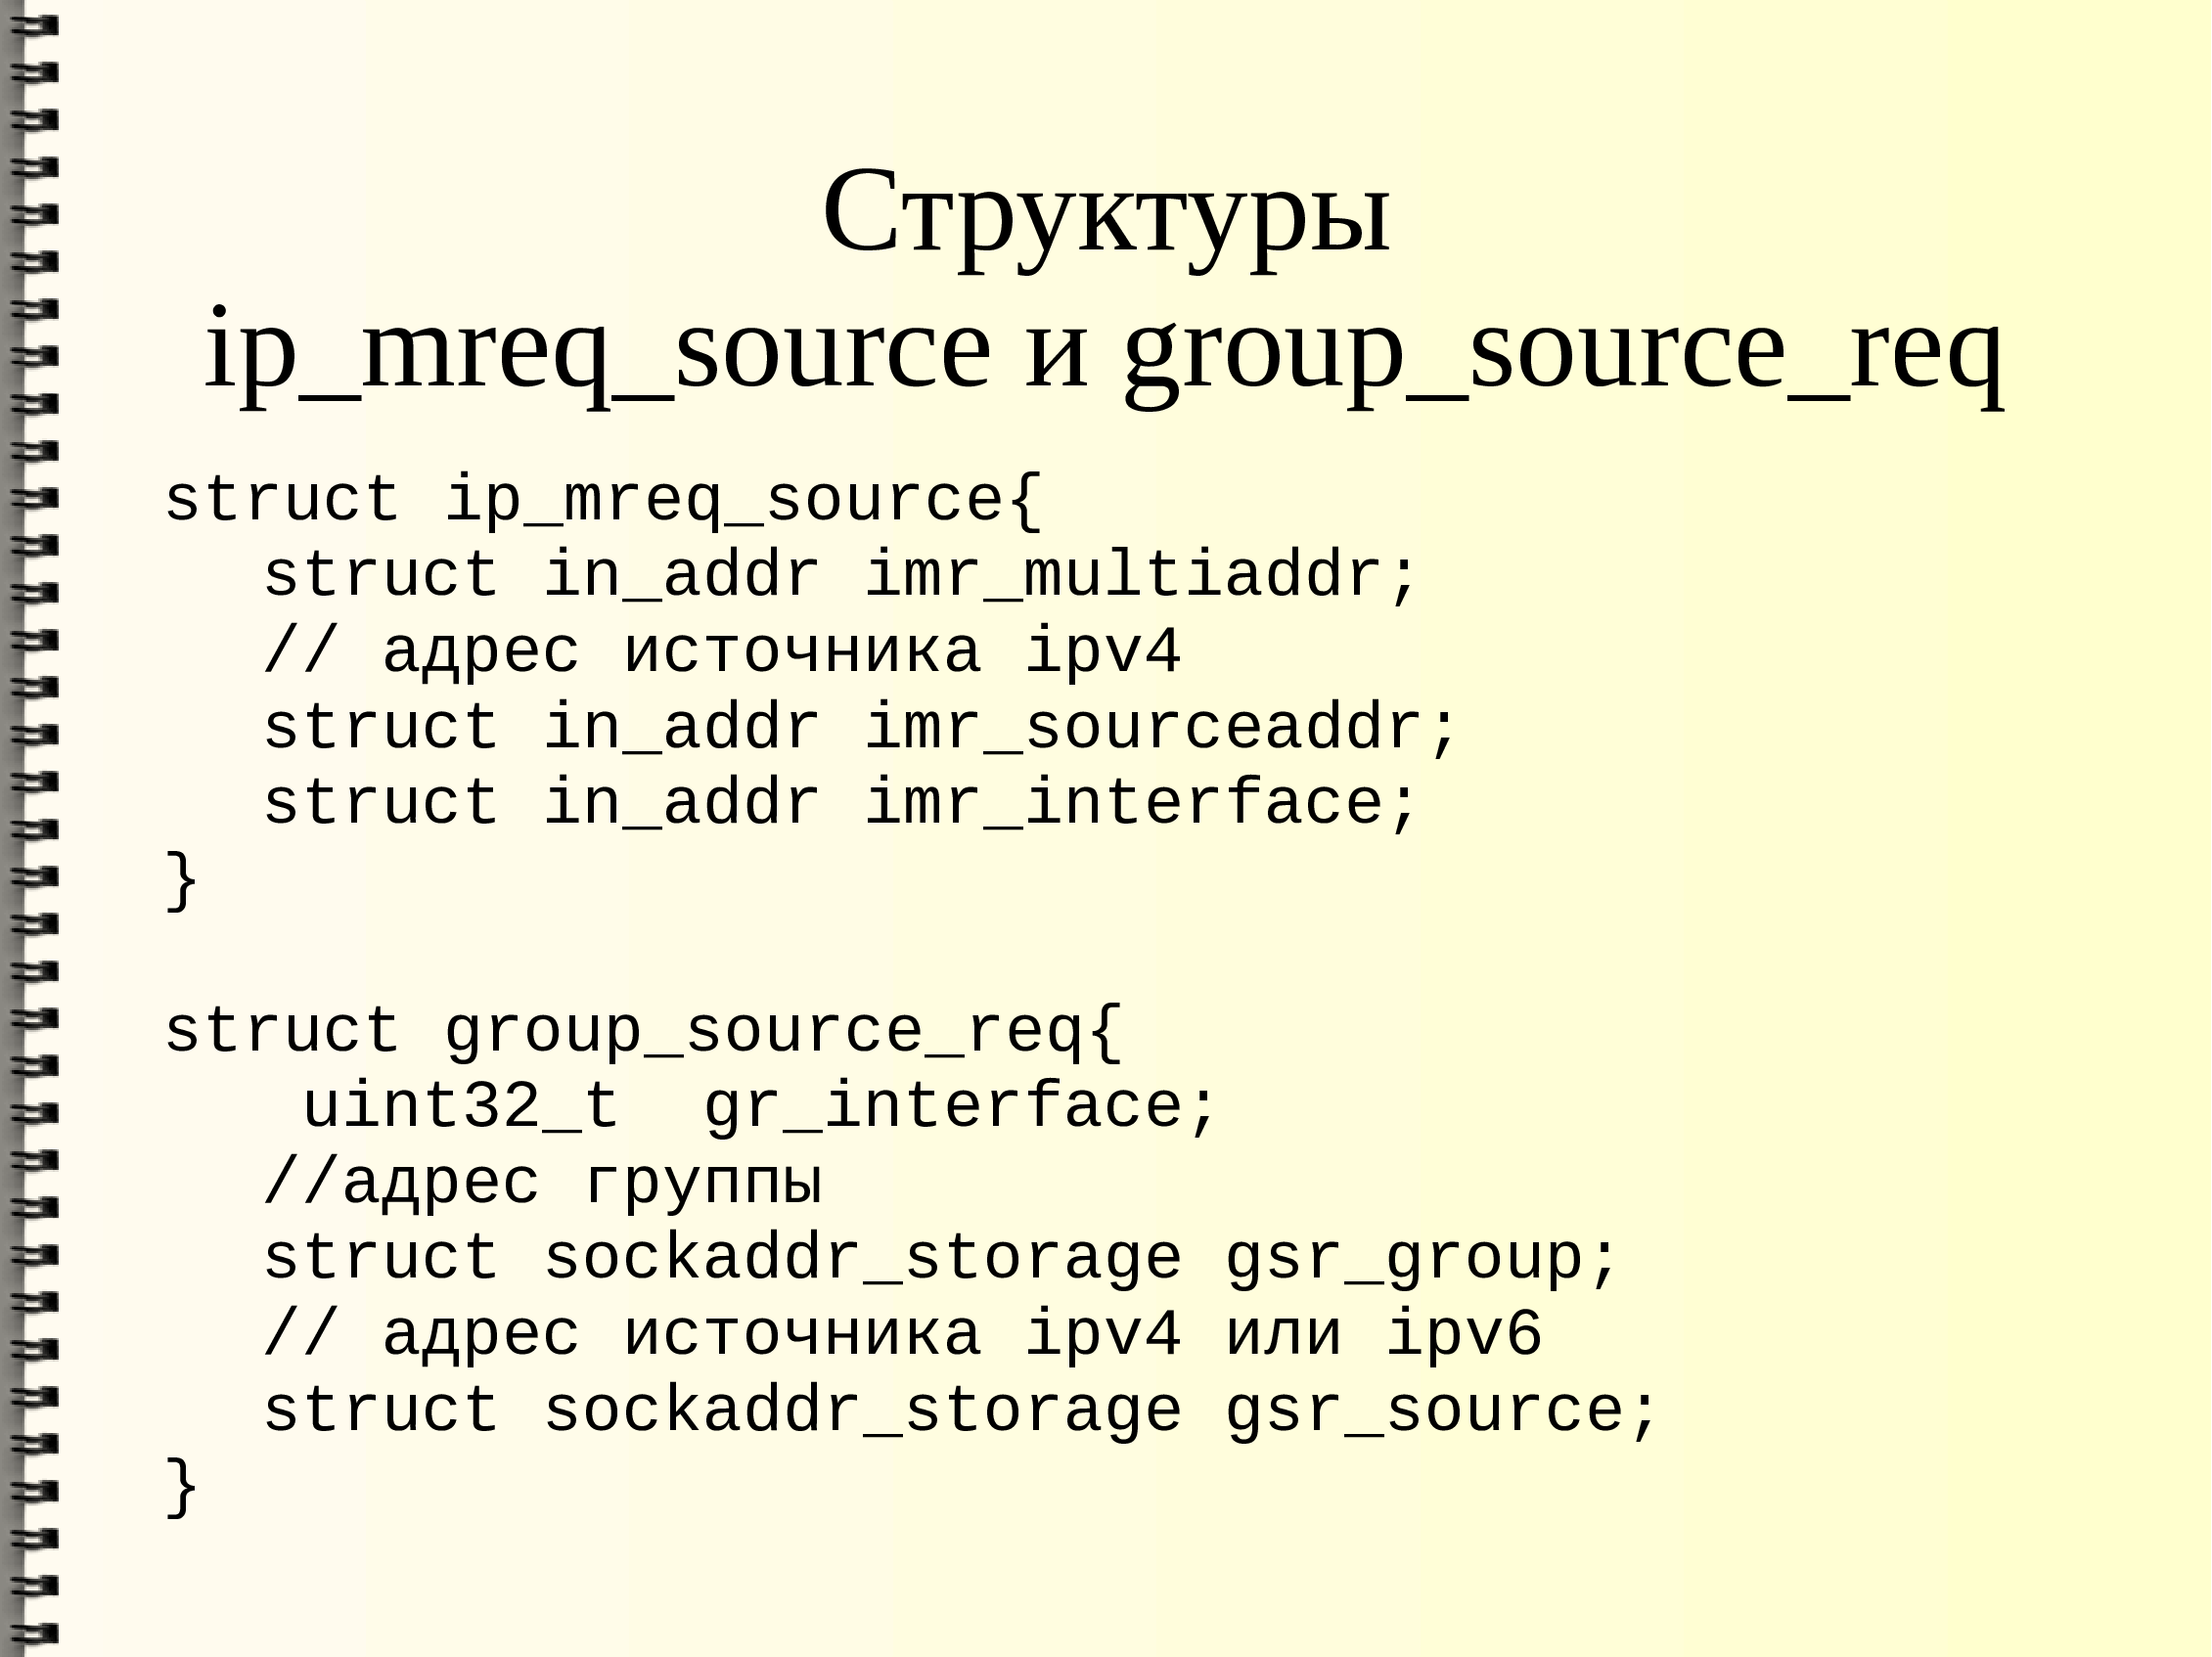 Структуры
ip_mreq_source и group_source_req
struct ip_mreq_source{
struct in_addr imr_multiaddr;
// адрес источника ipv4
struct in_addr imr_sourceaddr;
struct in_addr imr_interface;
}
struct group_source_req{
uint32_t  gr_interface;
//адрес группы
struct sockaddr_storage gsr_group;
// адрес источника ipv4 или ipv6
struct sockaddr_storage gsr_source;
}